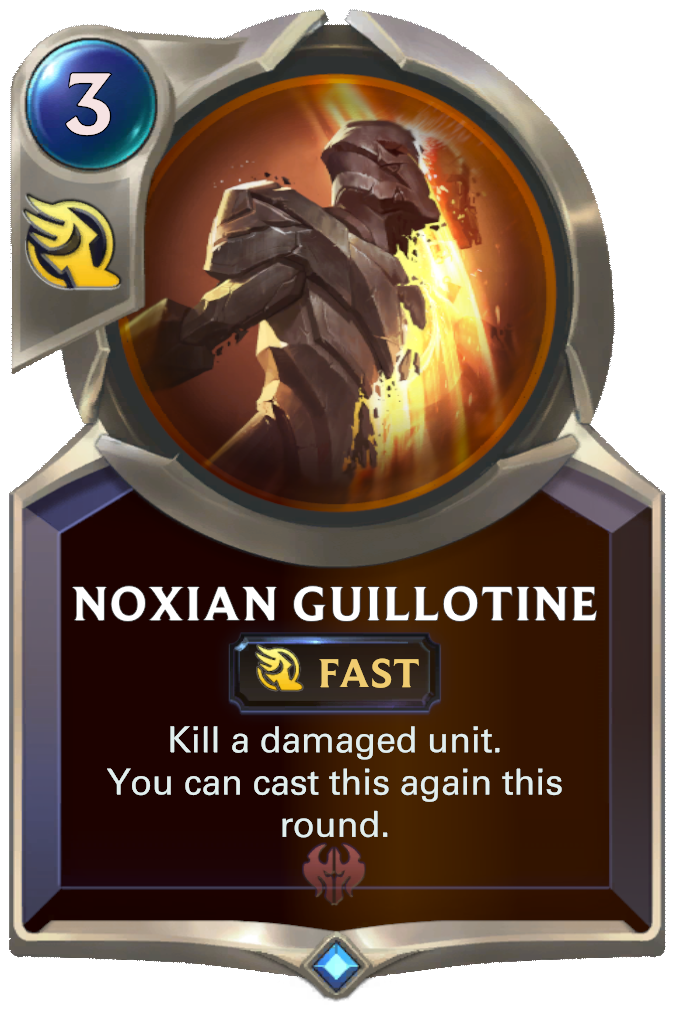 3
NOXIAN GUILLOTINE
FAST
Kill a damaged unit.
You can cast this again this
round.